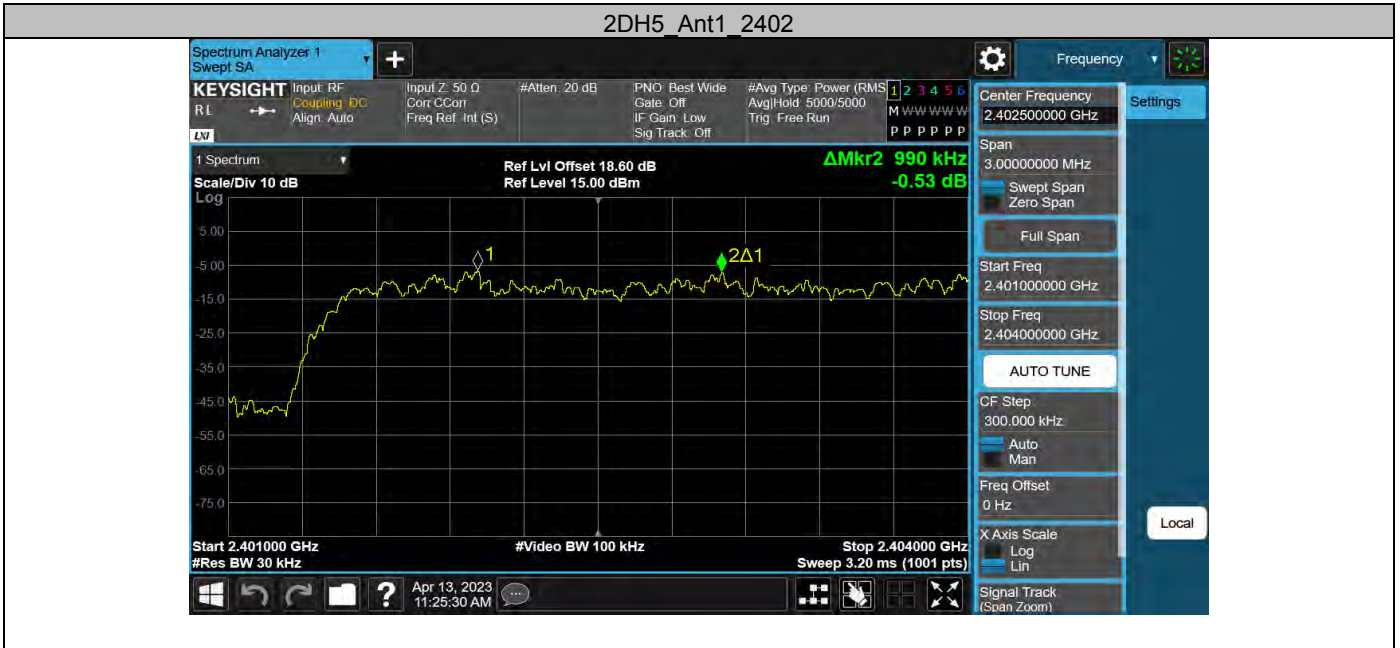 2DH5_Ant1_2402
Spectrum Analyzer 1
Swept SA
Frequency
KEYSIGHT
RL
LXI
Input: RF
Coupling: DC
Align: Auto
Input Z: 50 Ω
Corr CCorr
Freq Ref: Int (S)
#Atten: 20 dB
PNO: Best Wide
Gate: Off
IF Gain: Low
Sig Track: Off
#Avg Type: Power (RMS
Avg|Hold: 5000/5000
Trig: Free Run
1 2 3 4 5 6
M W W W W W
P P P P P P
1 Spectrum
Scale/Div 10 dB
Log
Ref Lvl Offset 18.60 dB
Ref Level 15.00 dBm
ΔMkr2 990 kHz
-0.53 dB
5.00
-5.00
-15.0
-25.0
-35.0
-45.0
-55.0
-65.0
-75.0
1
2Δ1
Start 2.401000 GHz
#Res BW 30 kHz
#Video BW 100 kHz
Stop 2.404000 GHz
Sweep 3.20 ms (1001 pts)
Center Frequency
2.402500000 GHz
Settings
Span
3.00000000 MHz
Swept Span
Zero Span
Full Span
Start Freq
2.401000000 GHz
Stop Freq
2.404000000 GHz
AUTO TUNE
CF Step
300.000 kHz
Auto
Man
Freq Offset
0 Hz
X Axis Scale
Log
Lin
Local
Signal Track
(Span Zoom)
?
Apr 13, 2023
11:25:30 AM